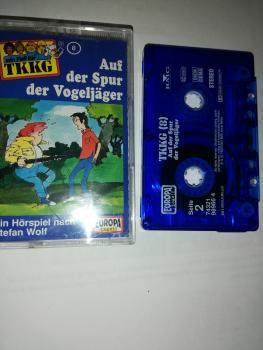 TKKG
8
Auf
der Spur
der Vogeljäger
EUROPA
in Hörspiel nach
tefan Wolf
STEREO
TKKG (8)
Auf der Spur
der Vogeljäger
EUROPA
Seite
2
74321